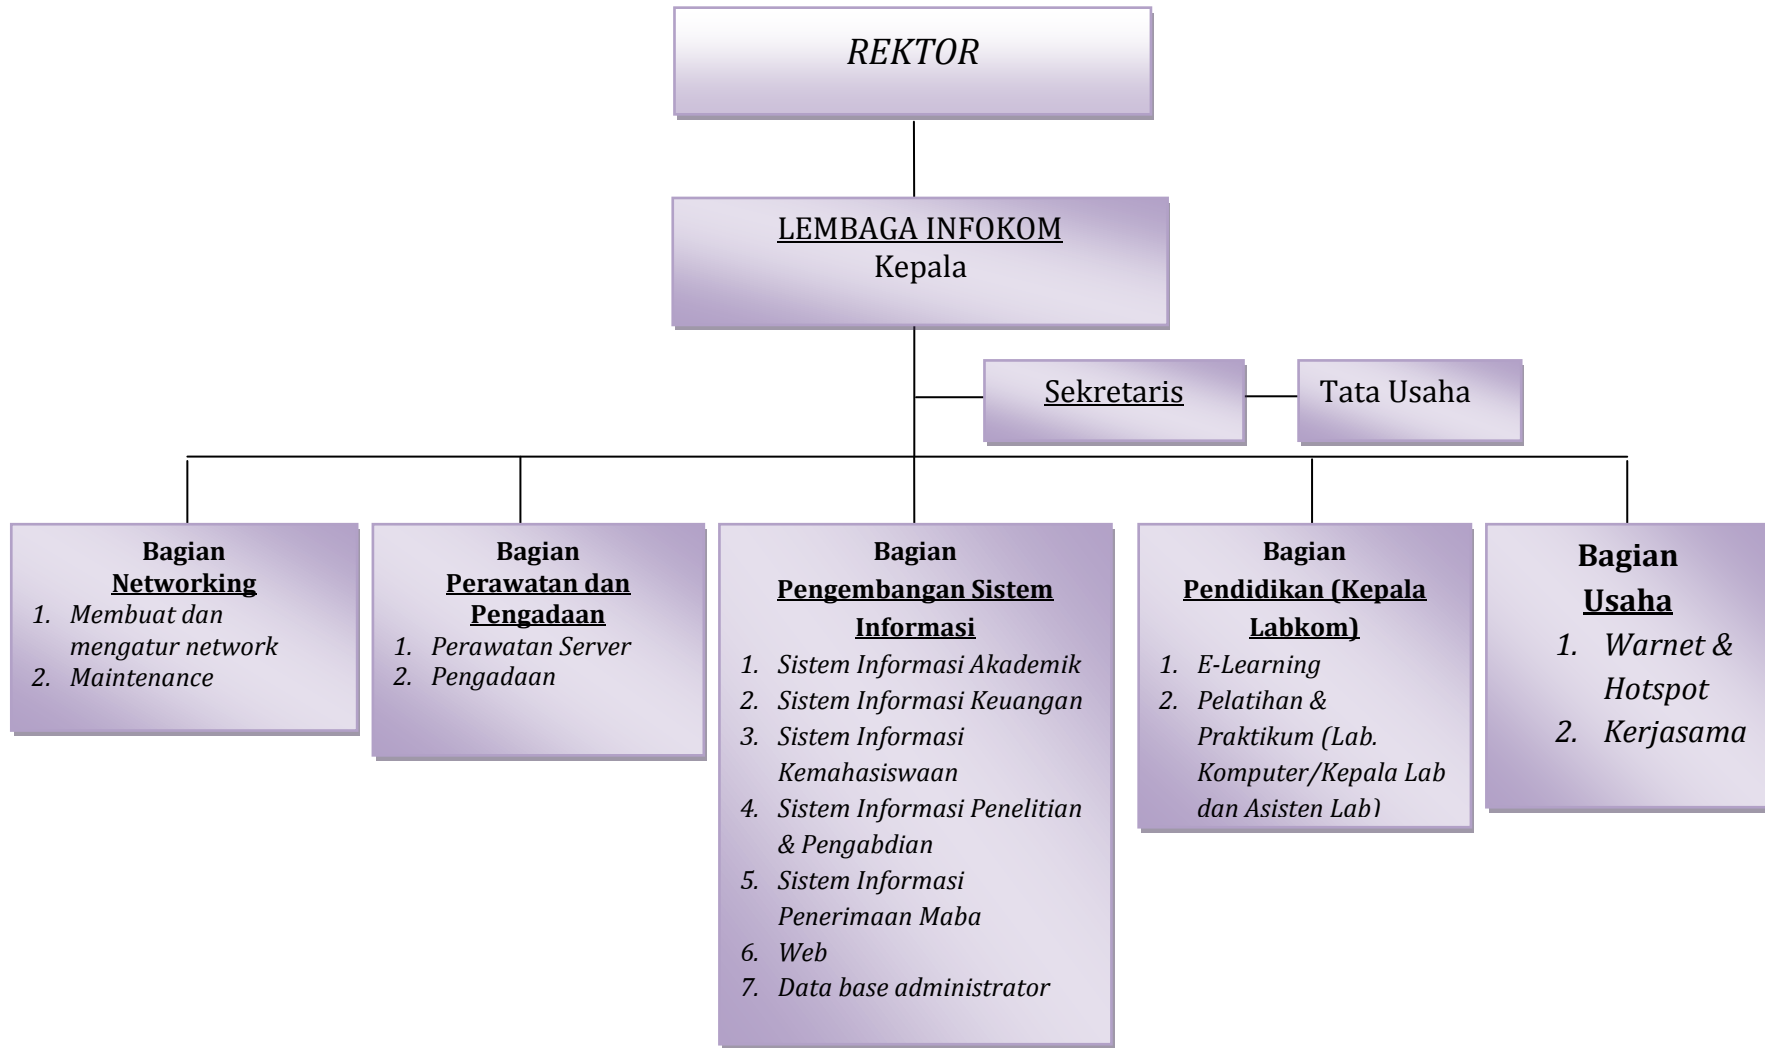 REKTOR
LEMBAGA INFOKOM
Kepala
Sekretaris
Tata Usaha
Bagian
Networking
1. Membuat dan
mengatur network
2. Maintenance
Bagian
Perawatan dan
Pengadaan
1. Perawatan Server
2. Pengadaan
Bagian
Pengembangan Sistem
Informasi
1. Sistem Informasi Akademik
2. Sistem Informasi Keuangan
3. Sistem Informasi
Kemahasiswaan
4. Sistem Informasi Penelitian
& Pengabdian
5. Sistem Informasi
Penerimaan Maba
6. Web
7. Data base administrator
Bagian
Pendidikan (Kepala
Labkom)
1. E-Learning
2. Pelatihan &
Praktikum (Lab.
Komputer/Kepala Lab
dan Asisten Lab)
Bagian
Usaha
1. Warnet &
Hotspot
2. Kerjasama